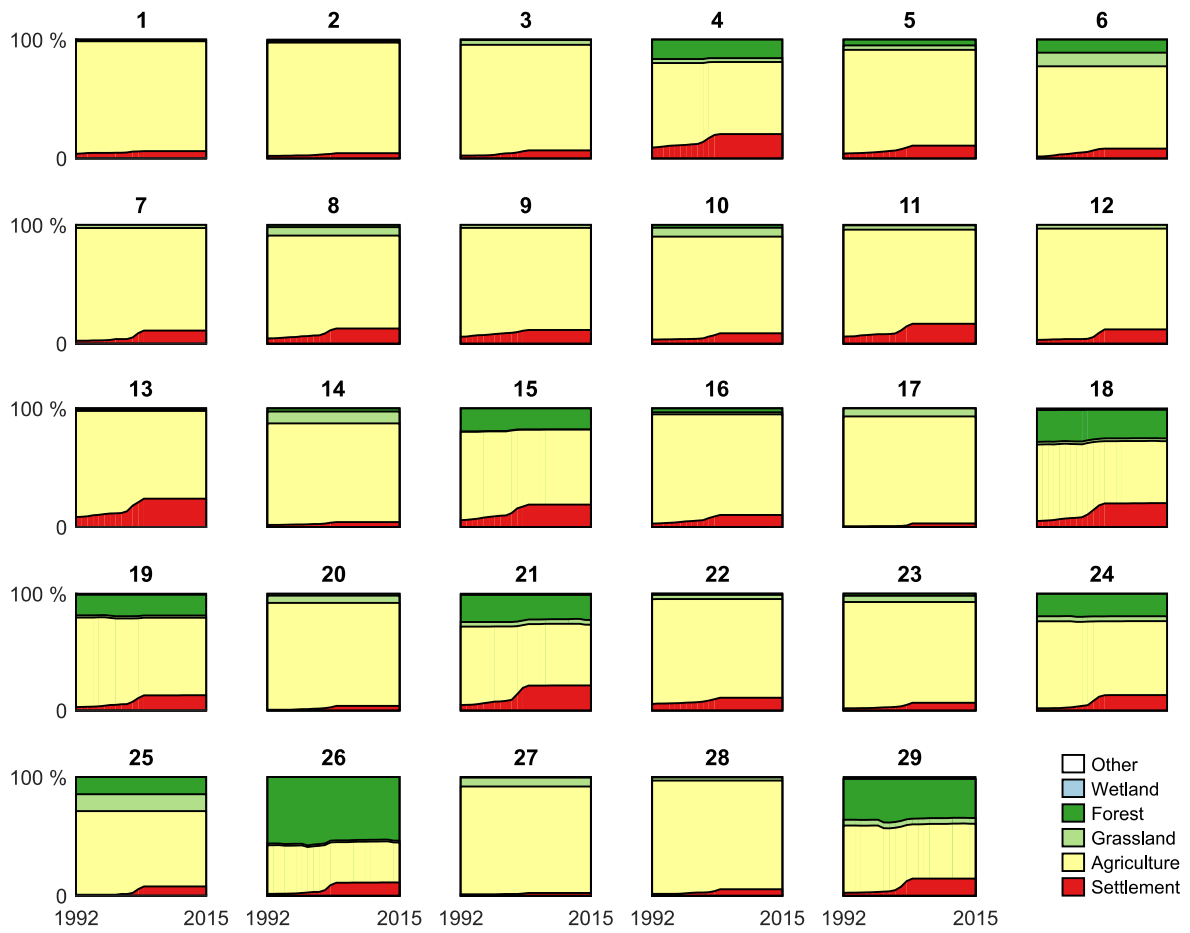 1 2 3 4 5 6
100 %
0
7 8 9 10 11 12
100 %
0
13 14 15 16 17 18
100 %
0
19 20 21 22 23 24
100 %
0
25 26 27 28 29
100 %
0
1992 2015 1992 2015 1992 2015 1992 2015 1992 2015
Other
Wetland
Forest
Grassland
Agriculture
Settlement